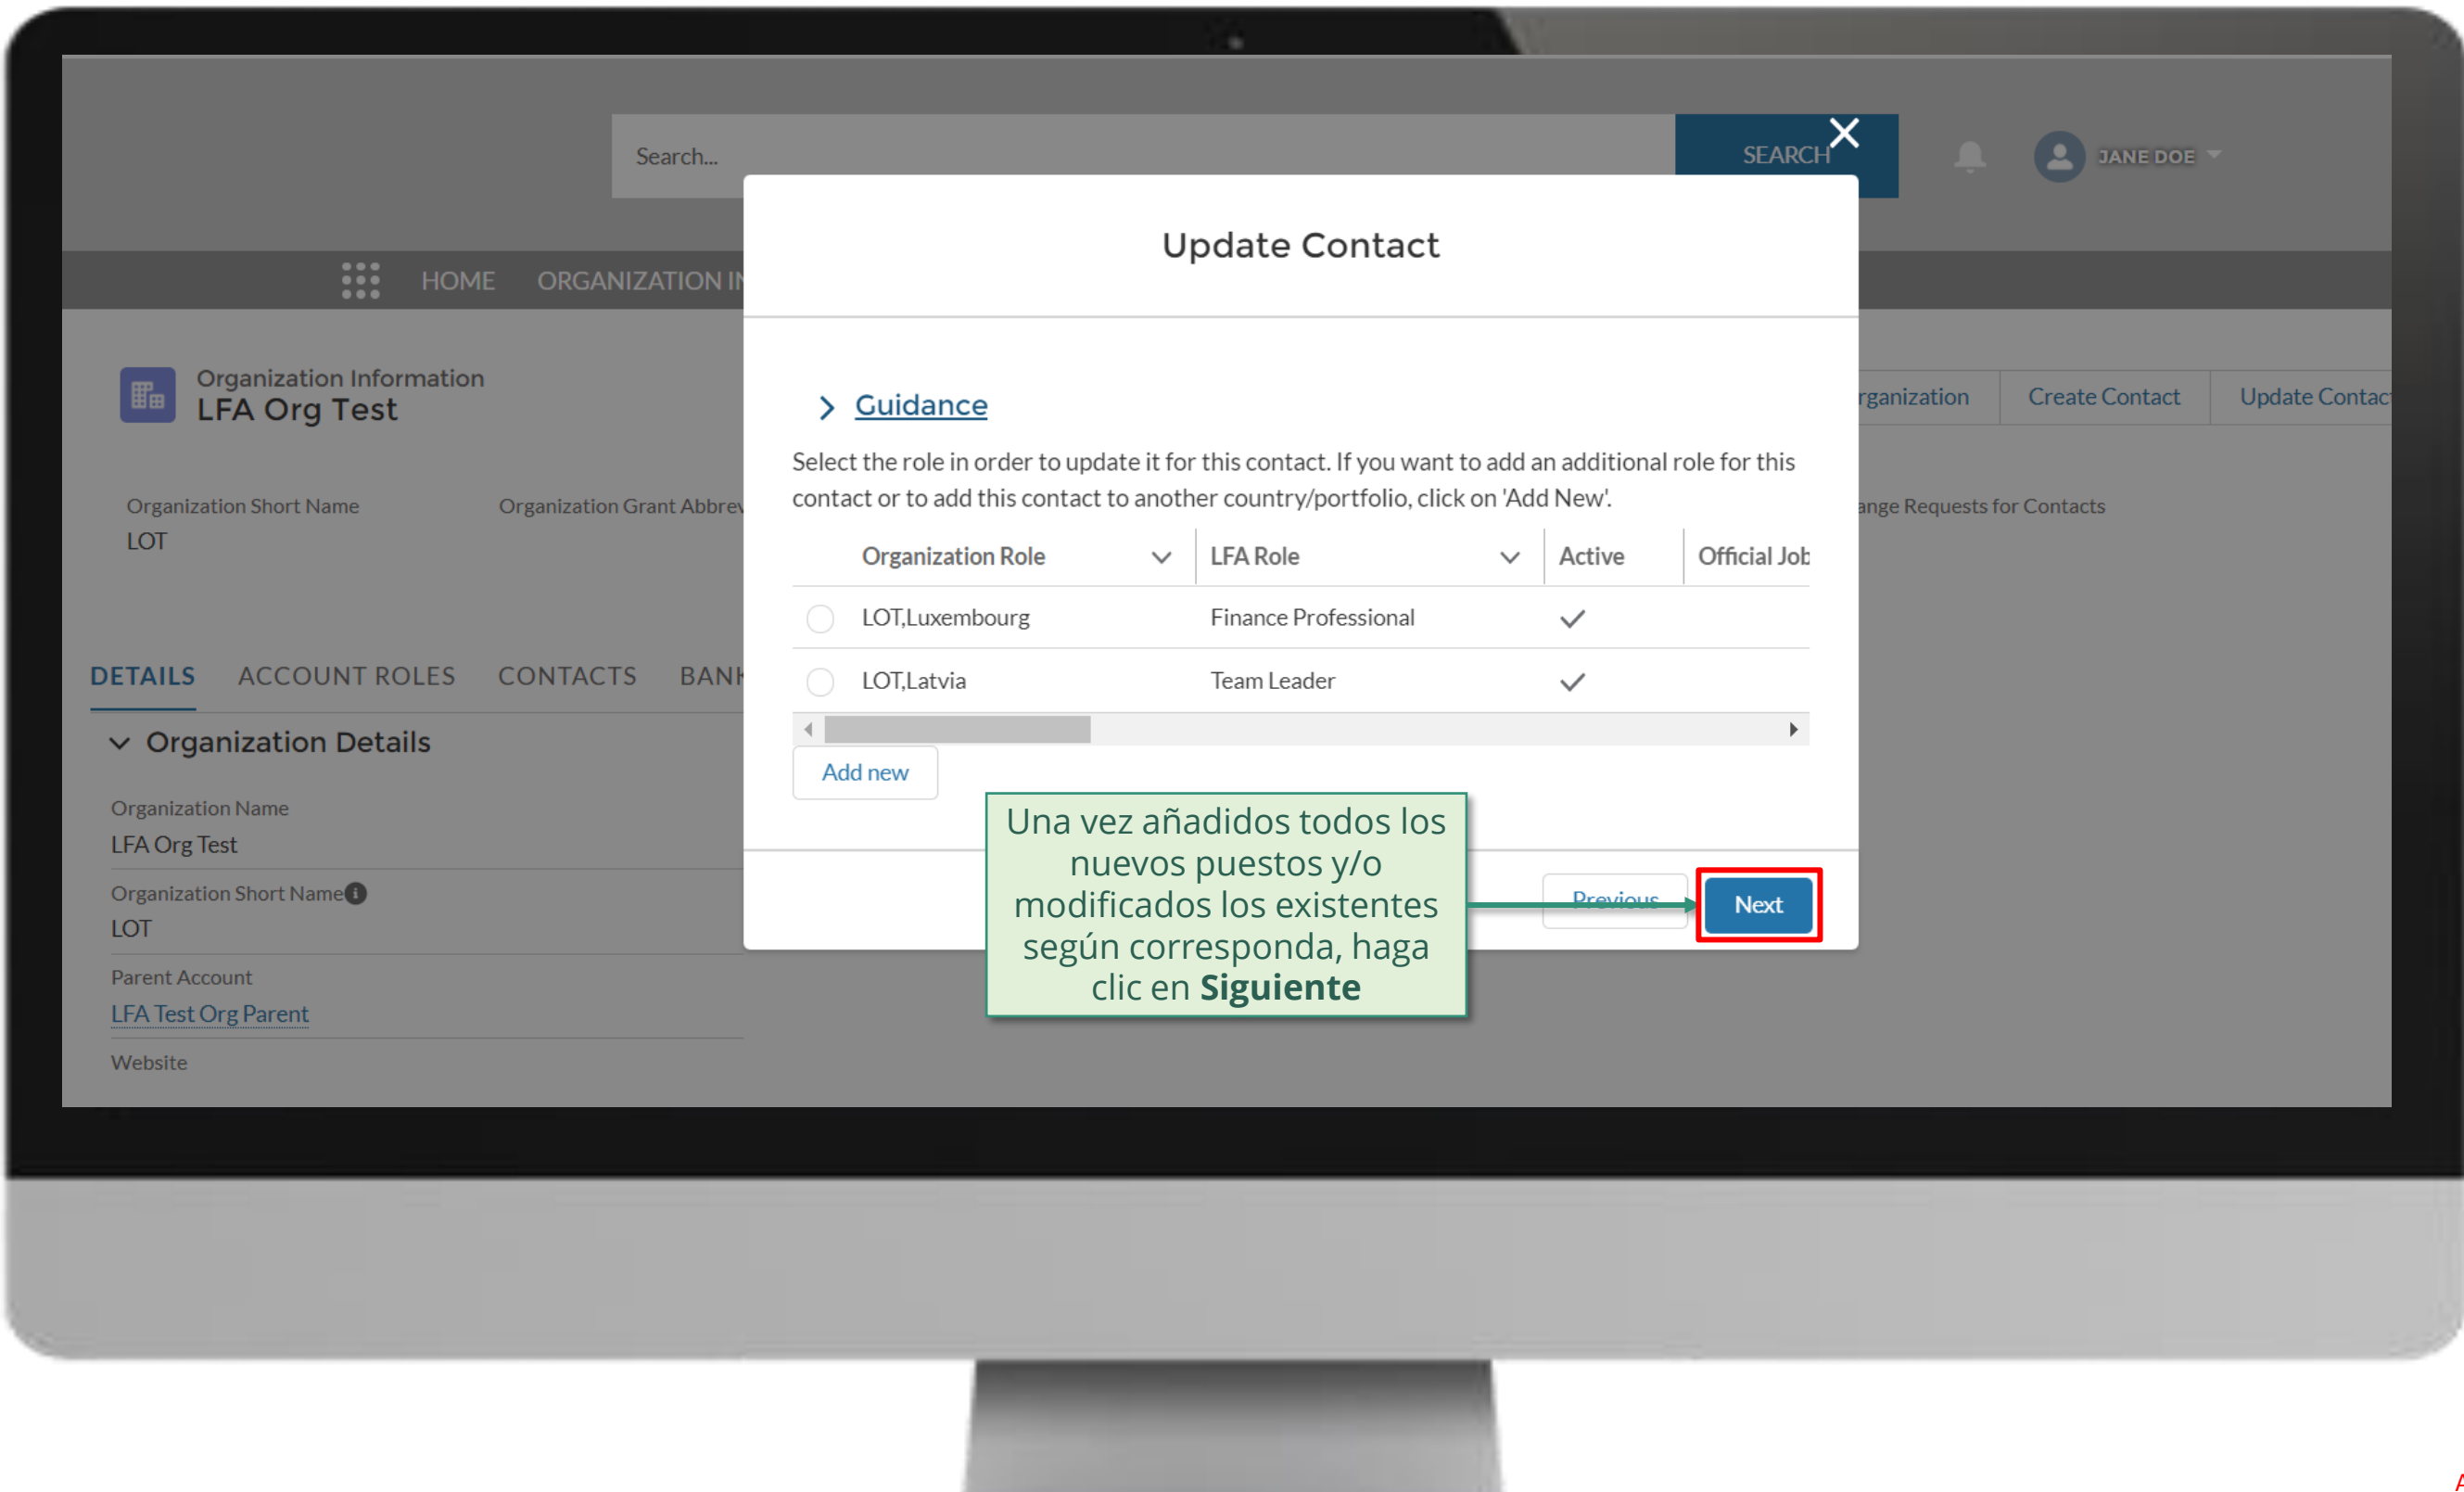 Search...
SEARCH
JANE DOE
HOME ORGANIZATION
Update Contact
Organization Information
LFA Org Test
Create Contact
Update
Guidance
Select the role in order to update it for this contact. If you want to add an additional role for this
contact or to add this contact to another country/portfolio, click on 'Add New'.
Organization Short Name
LOT
Organization Grant
Requests for Contacts
Organization Role LFA Role Active Official
LOT,Luxembourg Finance Professional
LOT,Latvia Team Leader
Add new
DETAILS ACCOUNT ROLES CONTACTS
Organization Details
Organization Name
LFA Org Test
Organization Short Name
LOT
Parent Account
LFA Test Org Parent
Website
Una vez añadidos todos los
nuevos puestos y/o
modificados los existentes
según corresponda, haga
clic en Siguiente
Previous
Next